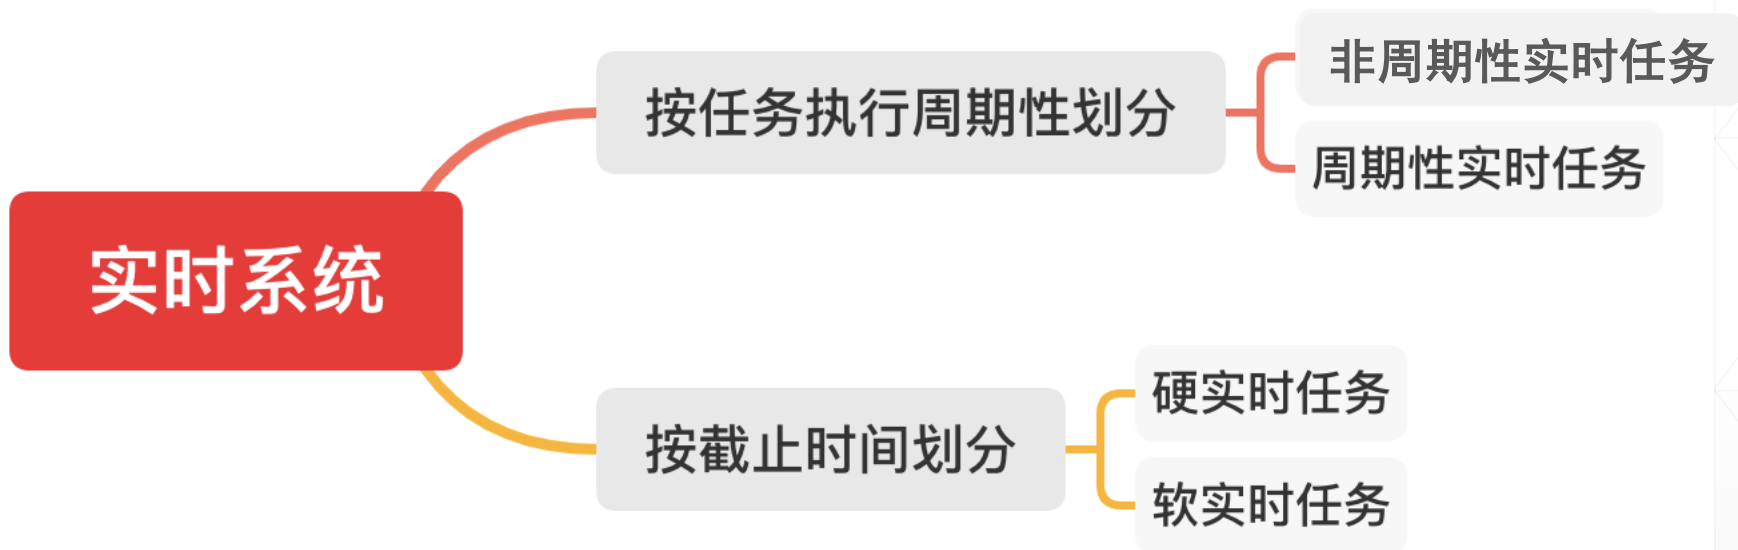 非周期性实时任务
按任务执行周期性划分
周期性实时任务
实时系统
硬实时任务
按截止时间划分
软实时任务